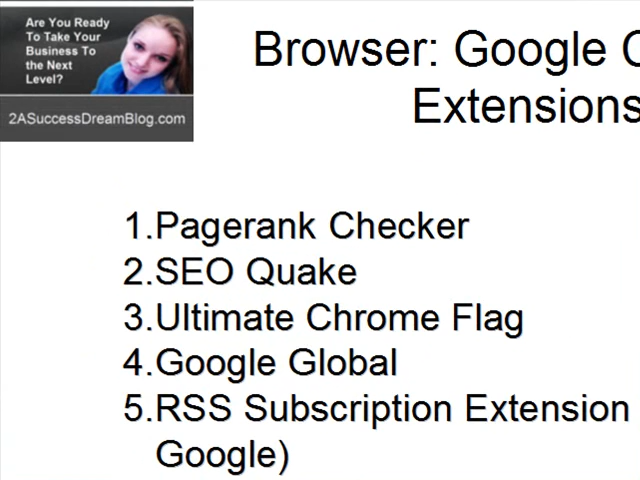 Are You Ready
To Take Your
Business To
the Next
Level?
2ASuccessDreamBlog.com
Browser: Google
Extensions
1.Pagerank Checker
2.SEO Quake
3.Ultimate Chrome Flag
4.Google Global
5.RSS Subscription Extension
Google)